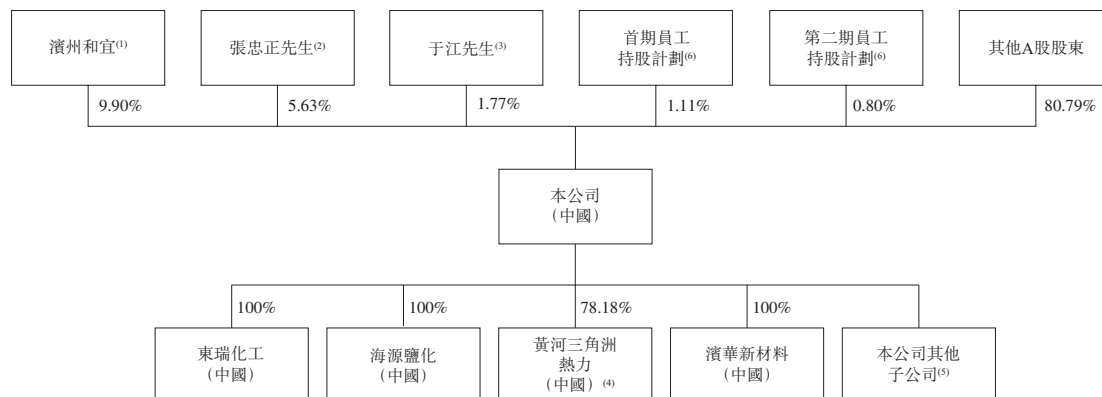 濱州和宜(1)
張忠正先生(2)
于江先生(3)
首期員工
持股計劃(6)
第二期員工
持股計劃(6)
其他A股股東
9.90%
5.63%
1.77%
1.11%
0.80%
80.79%
本公司
（中國）
100%
100%
78.18%
100%
東瑞化工
（中國）
海源鹽化
（中國）
黃河三角洲
熱力
（中國）(4)
濱華新材料
（中國）
本公司其他
子公司(5)